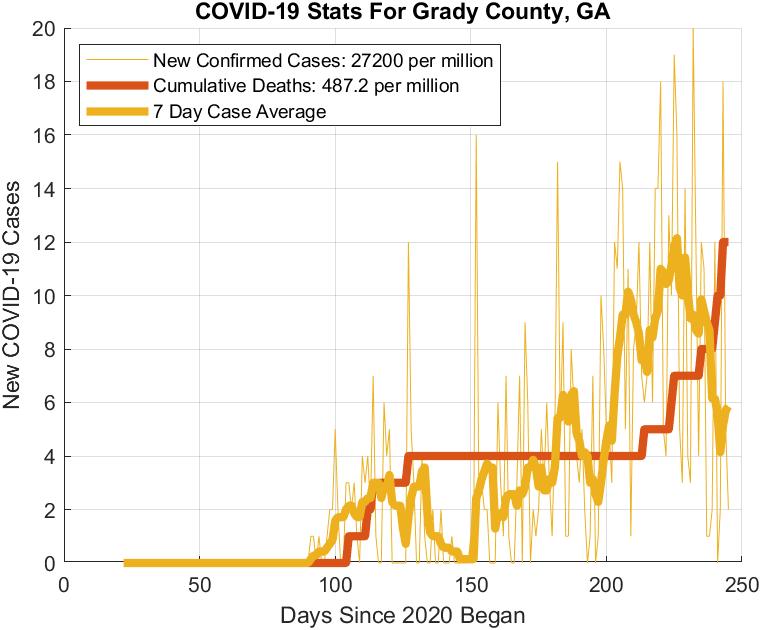 COVID-19 Stats For Grady County, GA
New Confirmed Cases: 27200 per million
Cumulative Deaths: 487.2 per million
7 Day Case Average
New COVID-19 Cases
20
18
16
14
12
10
8
6
4
2
0
0 50 100 150 200 250
Days Since 2020 Began